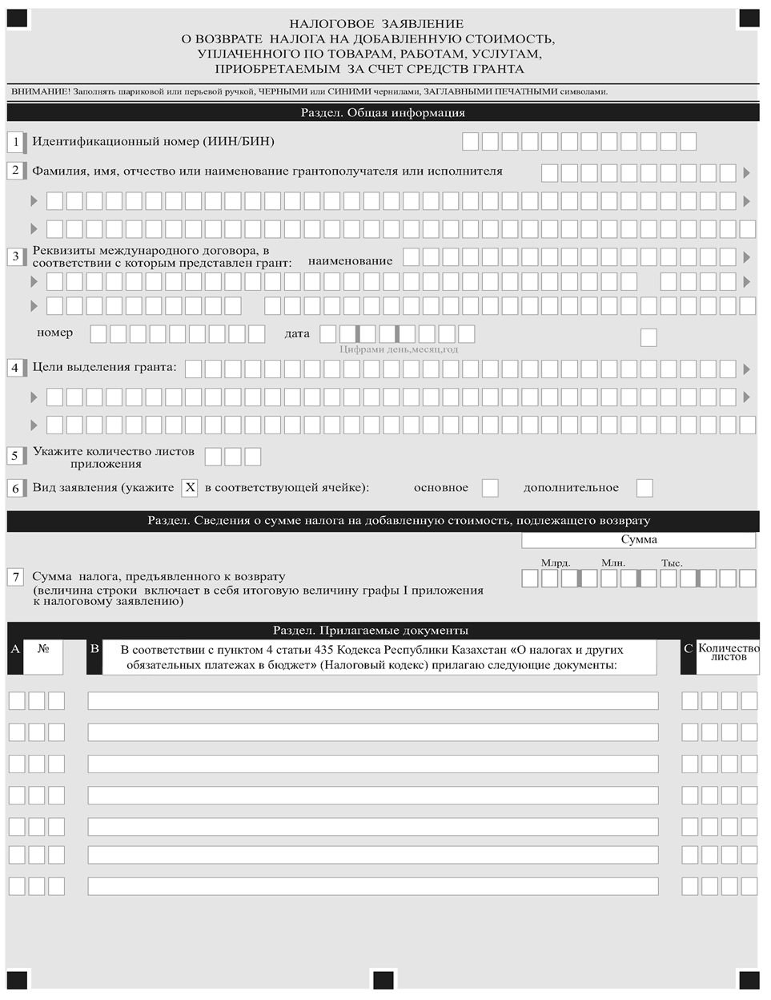 НАЛОГОВОЕ ЗАЯВЛЕНИЕ
О ВОЗВРАТЕ НАЛОГА НА ДОБАВЛЕННУЮ СТОИМОСТЬ,
УПЛАЧЕННОГО ПО ТОВАРАМ, РАБОТАМ, УСЛУГАМ,
ПРИОБРЕТАЕМЫМ ЗА СЧЕТ СРЕДСТВ ГРАНТА
ВНИМАНИЕ! Заполнять шариковой или перьевой ручкой, ЧЕРНЫМИ или СИНИМИ чернилами, ЗАГЛАВНЫМИ ПЕЧАТНЫМИ символами.
Раздел. Общая информация
1 Идентификационный номер (ИИН/БИН)
2 Фамилия, имя, отчество или наименование грантополучателя или исполнителя
3 Реквизиты международного договора, в
соответствии с которым представлен грант: наименование
номер дата
Цифрами день,месяц,год
4 Цели выделения гранта:
5 Укажите количество листов
приложения
6 Вид заявления (укажите X в соответствующей ячейке): основное дополнительное
Раздел. Сведения о сумме налога на добавленную стоимость, подлежащего возврату
Сумма
Млрд. Млн. Тыс.
7 Сумма налога, предъявленного к возврату
(величина строки включает в себя итоговую величину графы I приложения
к налоговому заявлению)
Раздел. Прилагаемые документы
A № B В соответствии с пунктом 4 статьи 435 Кодекса Республики Казахстан «О налогах и других
обязательных платежах в бюджет» (Налоговый кодекс) прилагаю следующие документы:
C Количество
листов